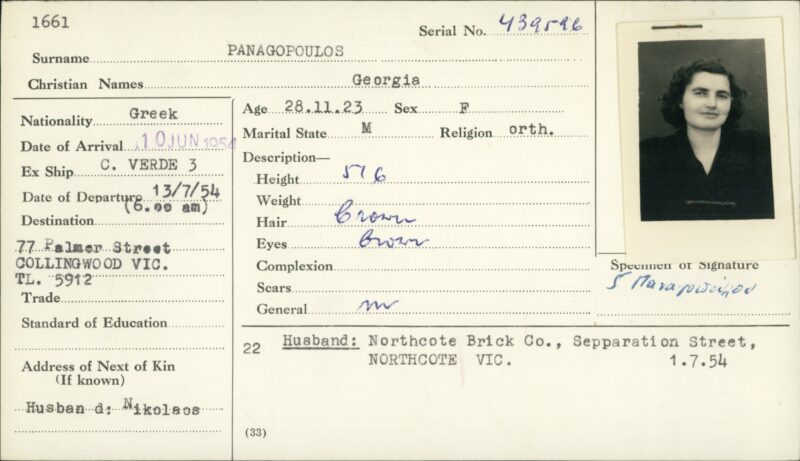 1661
Serial No. 439596
Surname PANAGOPOULOS
Christian Names Georgia
Nationality Greek
Date of Arrival 10 JUN 1954
Ex Ship C. VERDE 3
Date of Departure 13/7/54
(6.00 am)
Destination
77 Palmer Street
COLLINGWOOD VIC.
TL. 5912
Trade
Standard of Education
Address of Next of Kin
(If known)
Husband: Nikolaos
Age 28.11.23 Sex F
Marital State M Religion orth.
Description—
Height 5/6
Weight
Hair Brown
Eyes Brown
Complexion
Scars
General
Specimen of Signature
Παναγοπούλου
22 Husband: Northcote Brick Co., Sepparation Street,
NORTHCOTE VIC. 1.7.54
(33)